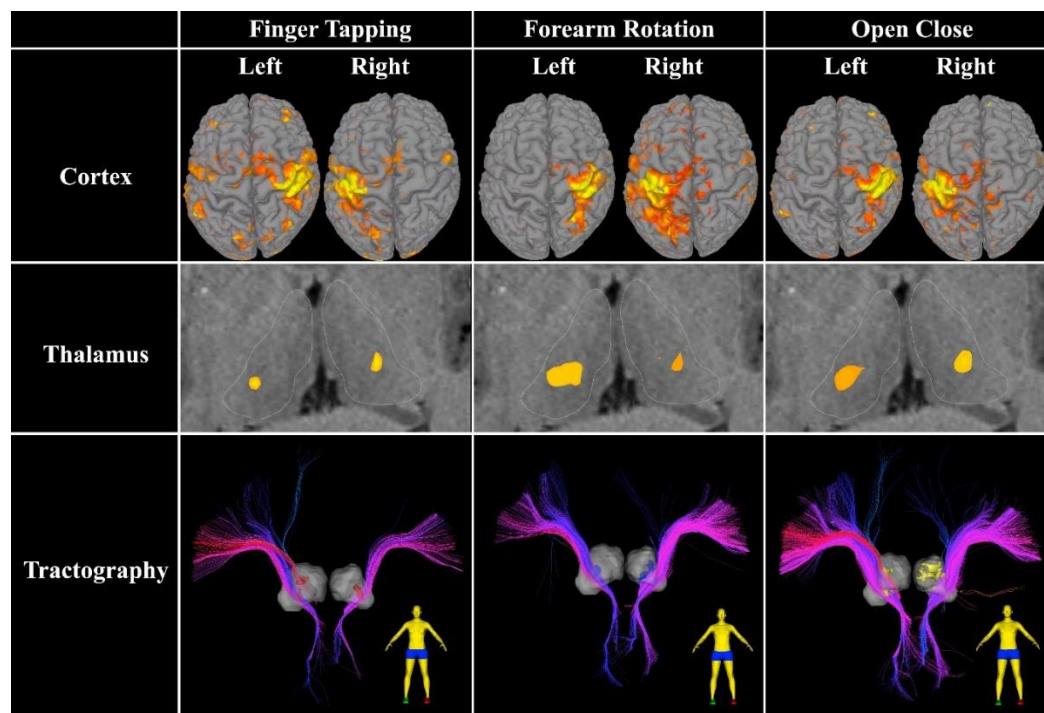 Finger Tapping
Forearm Rotation
Open Close
Left Right
Left Right
Left Right
Cortex
Thalamus
Tractography